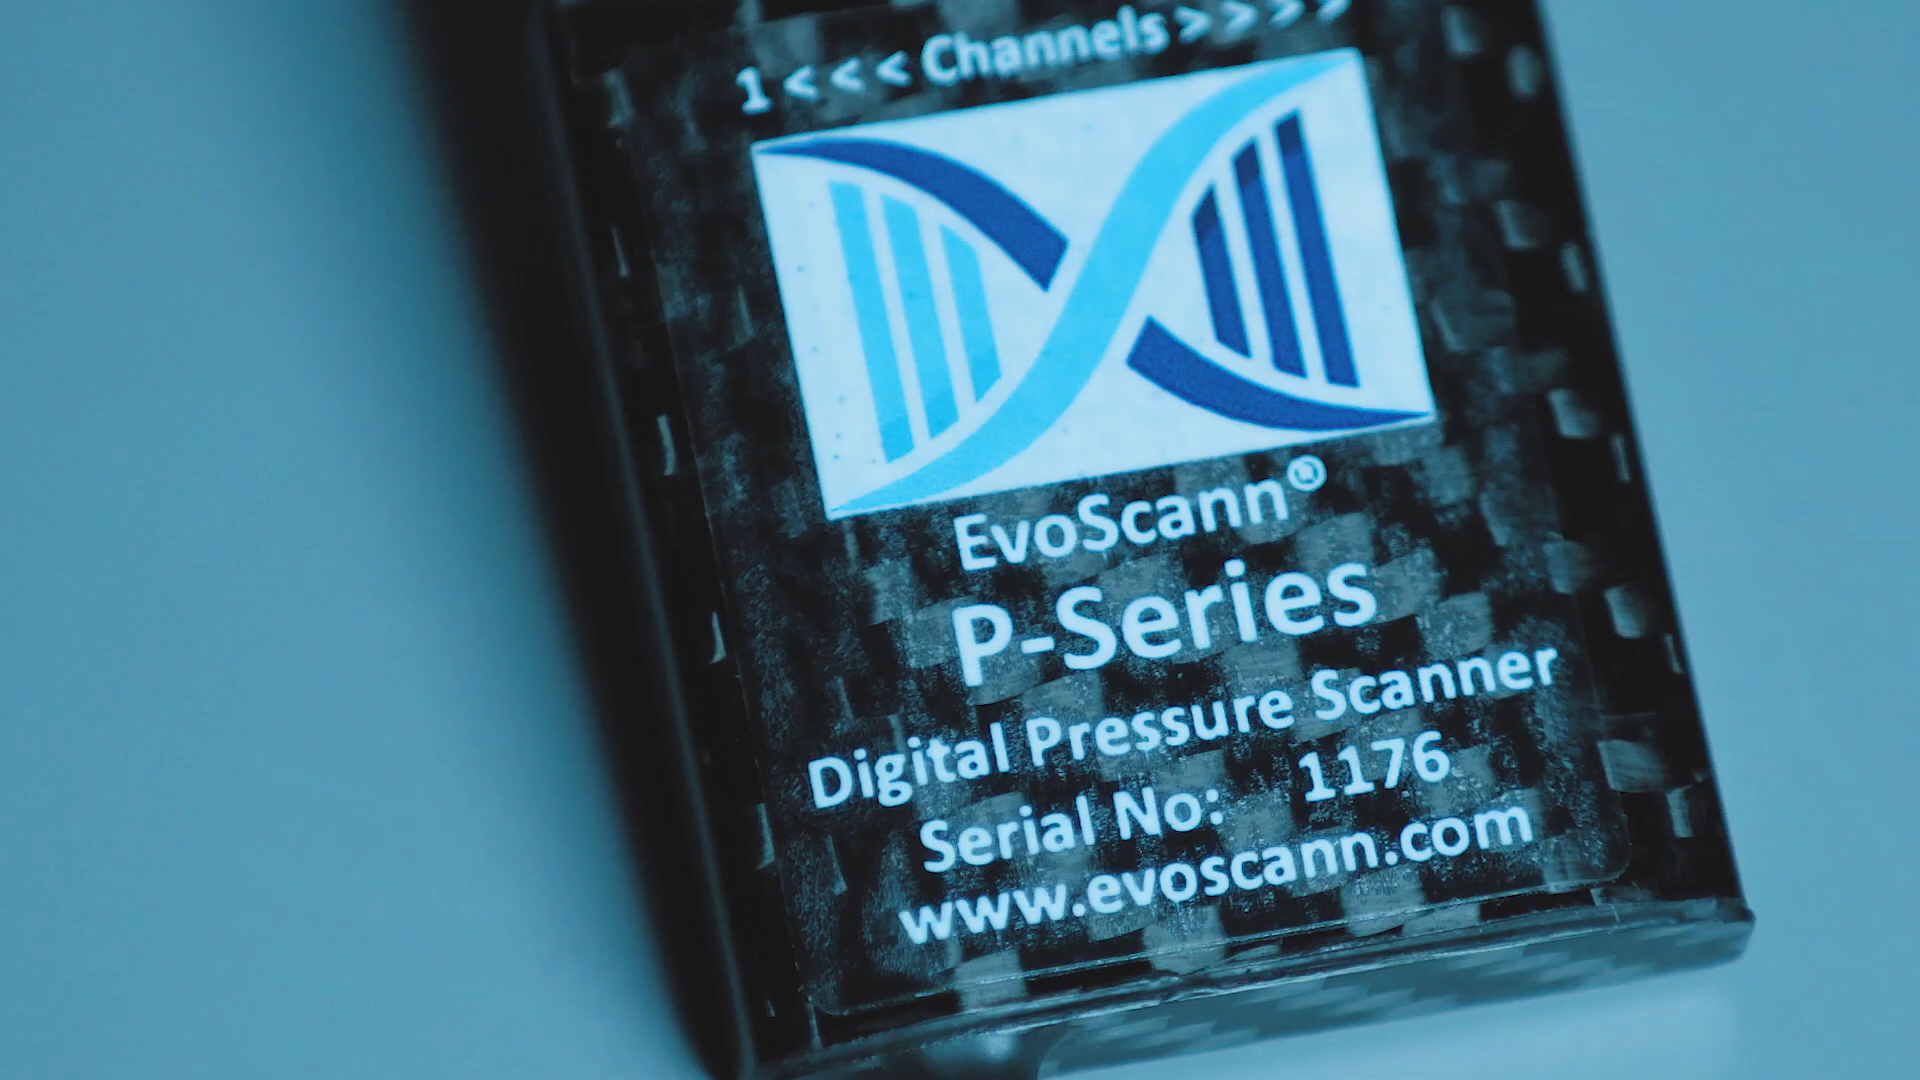 1 < < < Channels > > > >
EvoScann®
P-Series
Digital Pressure Scanner
Serial No: 1176
www.evoscann.com